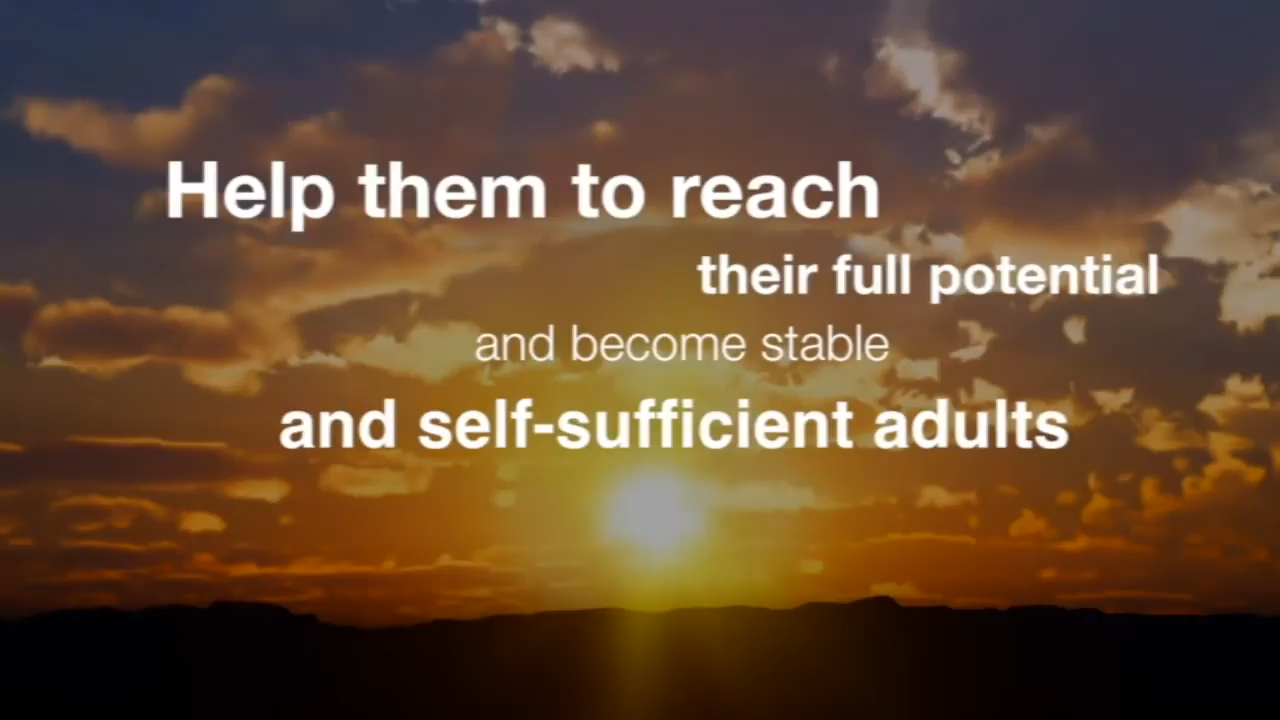 Help them to reach
their full potential
and become stable
and self-sufficient adults